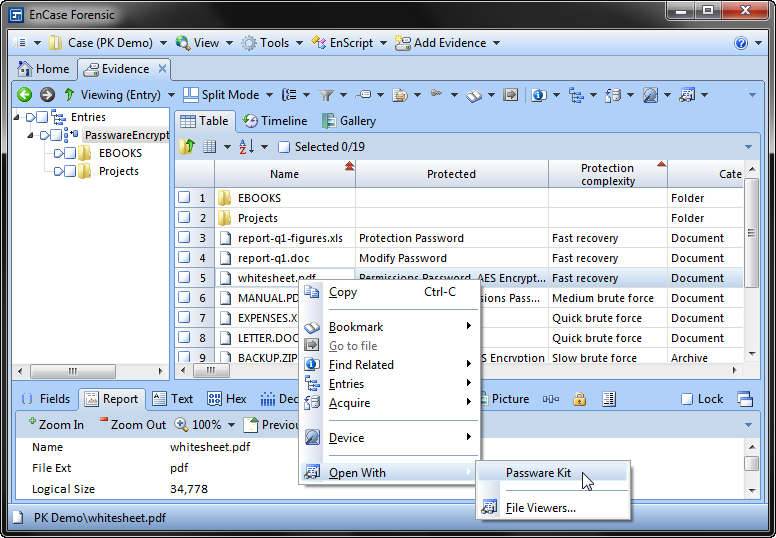 EnCase Forensic
Case (PK Demo) View Tools EnScript Add Evidence
Home Evidence
Viewing (Entry) Split Mode
Entries
PasswareEncrypt
EBOOKS
Projects
Table Timeline Gallery
Selected 0/19
Name Protected Protection complexity Cate
1 EBOOKS Folder
2 Projects Folder
3 report-q1-figures.xls Protection Password Fast recovery Document
4 report-q1.doc Modify Password Fast recovery Document
5 whitesheet.pdf Permissions Password, AES Encrypt... Fast recovery Document
6 MANUAL.PD sions Pass... Medium brute force Document
7 EXPENSES.X Quick brute force Document
8 LETTER.DOC Quick brute force Document
9 BACKUP.ZIP ES Encryption Slow brute force Archive
Copy Ctrl-C
Bookmark
Go to file
Find Related
Entries
Acquire
Device
Open With
Passware Kit
File Viewers...
Fields Report Text Hex Dec Picture Lock
Zoom In Zoom Out 100% Previou
Name whitesheet.pdf
File Ext pdf
Logical Size 34,778
PK Demo\whitesheet.pdf